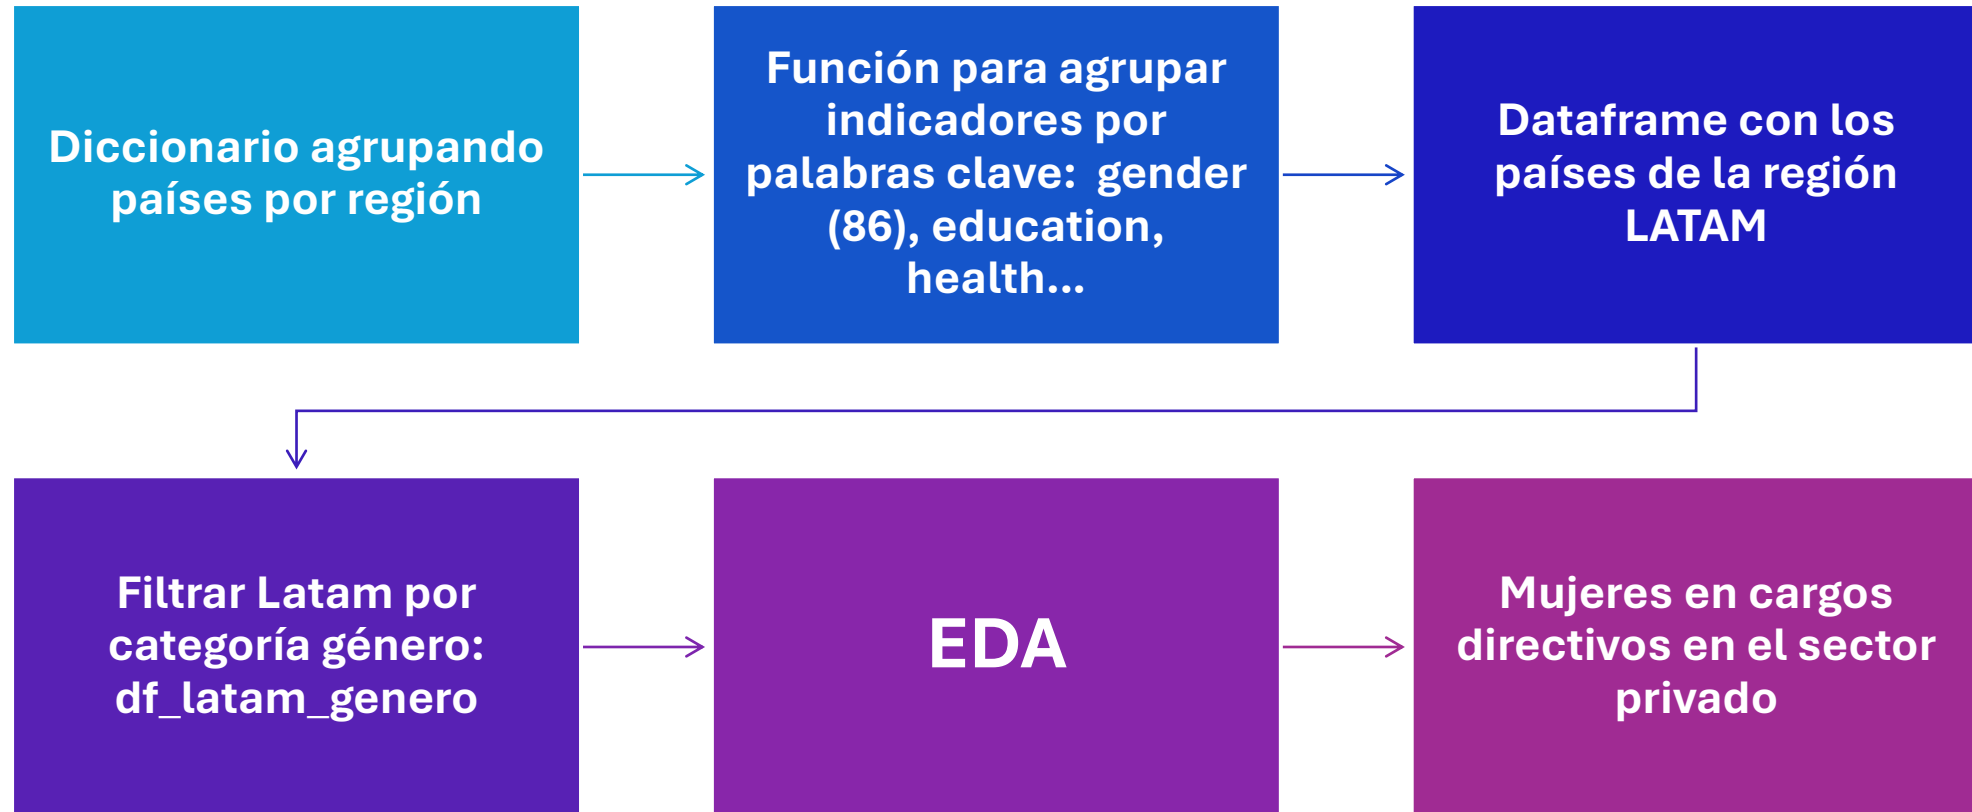 Diccionario agrupando
países por región
Función para agrupar
indicadores por
palabras clave:  gender
(86), education,
health...
Dataframe con los
países de la región
LATAM
Filtrar Latam por
categoría género:
df_latam_genero
EDA
Mujeres en cargos
directivos en el sector
privado